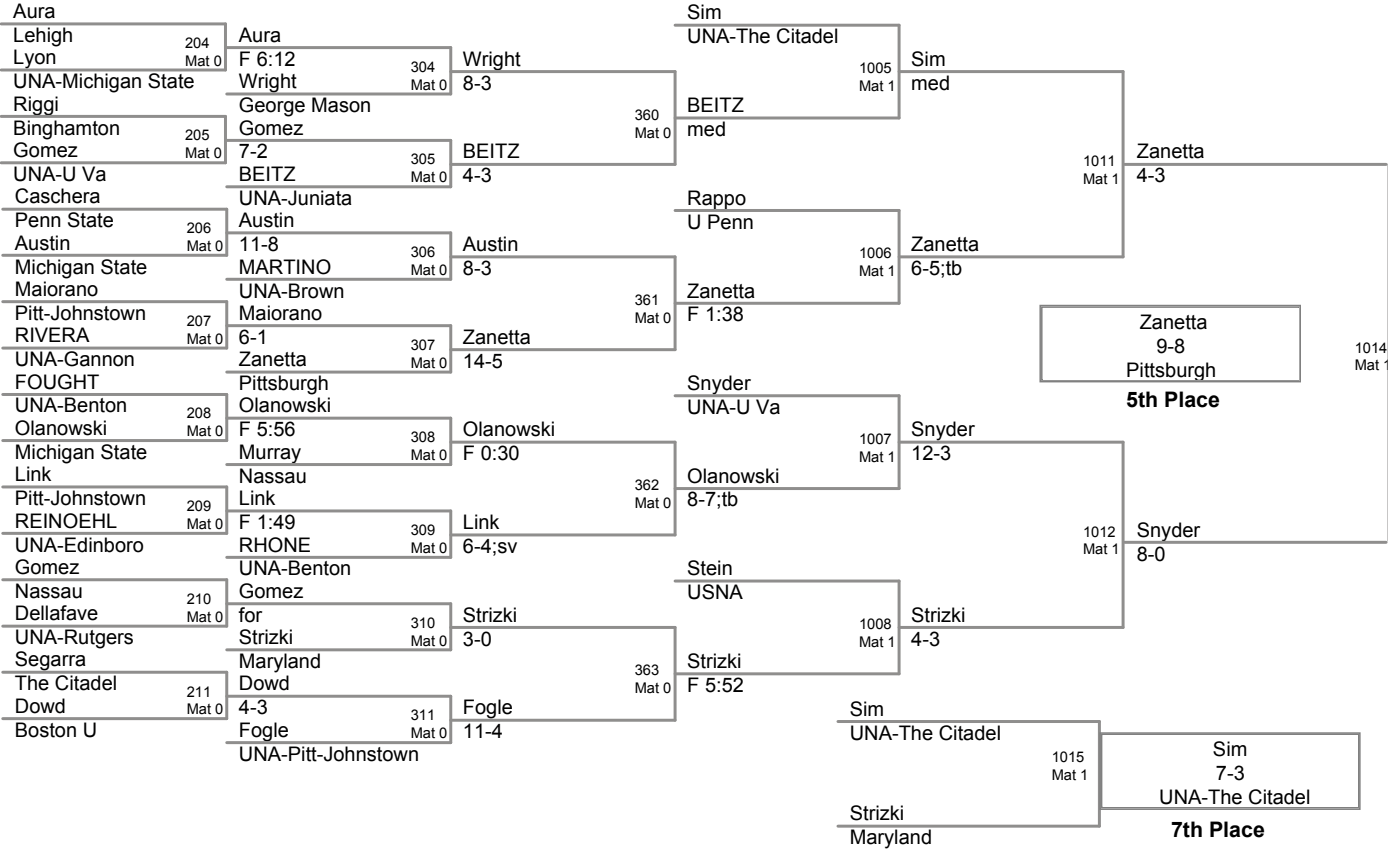 Aura
Lehigh
204
Mat 0
Lyon
UNA-Michigan State
Riggi
Binghamton
205
Mat 0
Gomez
UNA-U Va
Caschera
Penn State
206
Mat 0
Austin
Michigan State
Maiorano
Pitt-Johnstown
207
Mat 0
RIVERA
UNA-Gannon
FOUGHT
UNA-Benton
208
Mat 0
Olanowski
Michigan State
Link
Pitt-Johnstown
209
Mat 0
REINOEHL
UNA-Edinboro
Gomez
Nassau
210
Mat 0
Dellafave
UNA-Rutgers
Segarra
The Citadel
211
Mat 0
Dowd
Boston U
Aura
F 6:12
304
Mat 0
Wright
George Mason
Gomez
7-2
305
Mat 0
BEITZ
UNA-Juniata
Austin
11-8
306
Mat 0
MARTINO
UNA-Brown
Maiorano
6-1
307
Mat 0
Zanetta
Pittsburgh
Olanowski
F 5:56
308
Mat 0
Murray
Nassau
Link
F 1:49
309
Mat 0
RHONE
UNA-Benton
Gomez
for
310
Mat 0
Strizki
Maryland
Dowd
4-3
311
Mat 0
Fogle
UNA-Pitt-Johnstown
Wright
8-3
360
Mat 0
BEITZ
4-3
Austin
8-3
361
Mat 0
Zanetta
14-5
Olanowski
F 0:30
362
Mat 0
Link
6-4;sv
Strizki
3-0
363
Mat 0
Fogle
11-4
Sim
UNA-The Citadel
1005
Mat 1
BEITZ
med
Rappo
U Penn
1006
Mat 1
Zanetta
F 1:38
Snyder
UNA-U Va
1007
Mat 1
Olanowski
8-7;tb
Stein
USNA
1008
Mat 1
Strizki
F 5:52
Sim
med
1011
Mat 1
Zanetta
6-5;tb
Snyder
12-3
1012
Mat 1
Strizki
4-3
Zanetta
4-3
1014
Mat 1
Snyder
8-0
Zanetta
9-8
Pittsburgh
5th Place
Sim
UNA-The Citadel
1015
Mat 1
Strizki
Maryland
Sim
7-3
UNA-The Citadel
7th Place